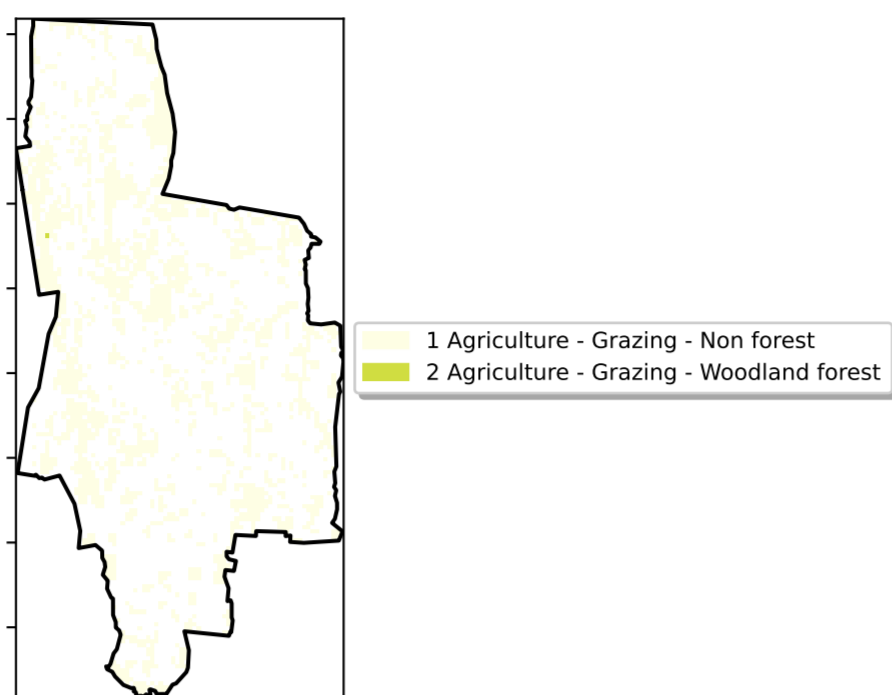 1 Agriculture - Grazing - Non forest
2 Agriculture - Grazing - Woodland forest